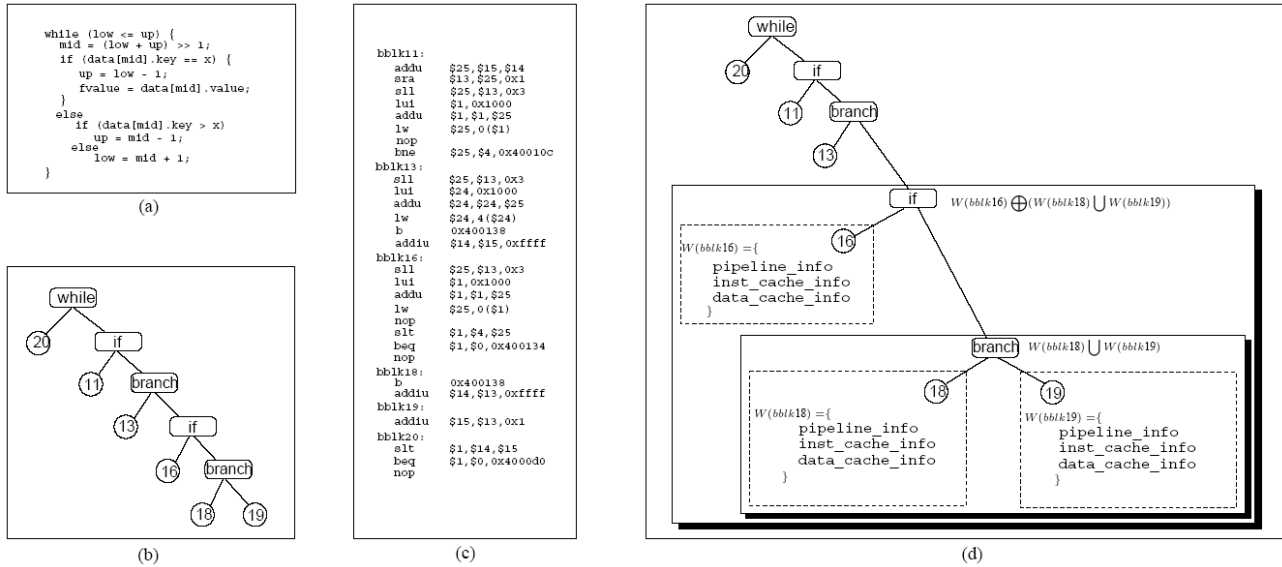 while (low <= up) {
mid = (low + up) >> 1;
if (data[mid].key == x) {
up = low - 1;
fvalue = data[mid].value;
}
else
if (data[mid].key > x)
up = mid - 1;
else
low = mid + 1;
}
(a)
while
20
if
11
branch
13
if
16
branch
18
19
(b)
bblk11:
addu $25,$15,$14
sra $13,$25,0x1
sll $25,$13,0x3
lui $1,0x1000
addu $1,$1,$25
lw $25,0($1)
nop
bne $25,$4,0x40010c
bblk13:
sll $25,$13,0x3
lui $24,0x1000
addu $24,$24,$25
lw $24,4($24)
b 0x400138
addiu $14,$15,0xffff
bblk16:
sll $25,$13,0x3
lui $1,0x1000
addu $1,$1,$25
lw $25,0($1)
nop
slt $1,$4,$25
beq $1,$0,0x400134
nop
bblk18:
b 0x400138
addiu $14,$13,0xffff
bblk19:
addiu $15,$13,0x1
bblk20:
slt $1,$14,$15
beq $1,$0,0x4000d0
nop
(c)
while
20
if
11
branch
13
if W(bblk16) ⊕ (W(bblk18) ⋃ W(bblk19))
16
W(bblk16) ={
pipeline_info
inst_cache_info
data_cache_info
}
branch W(bblk18) ⋃ W(bblk19)
18
19
W(bblk18) ={
pipeline_info
inst_cache_info
data_cache_info
}
W(bblk19) ={
pipeline_info
inst_cache_info
data_cache_info
}
(d)